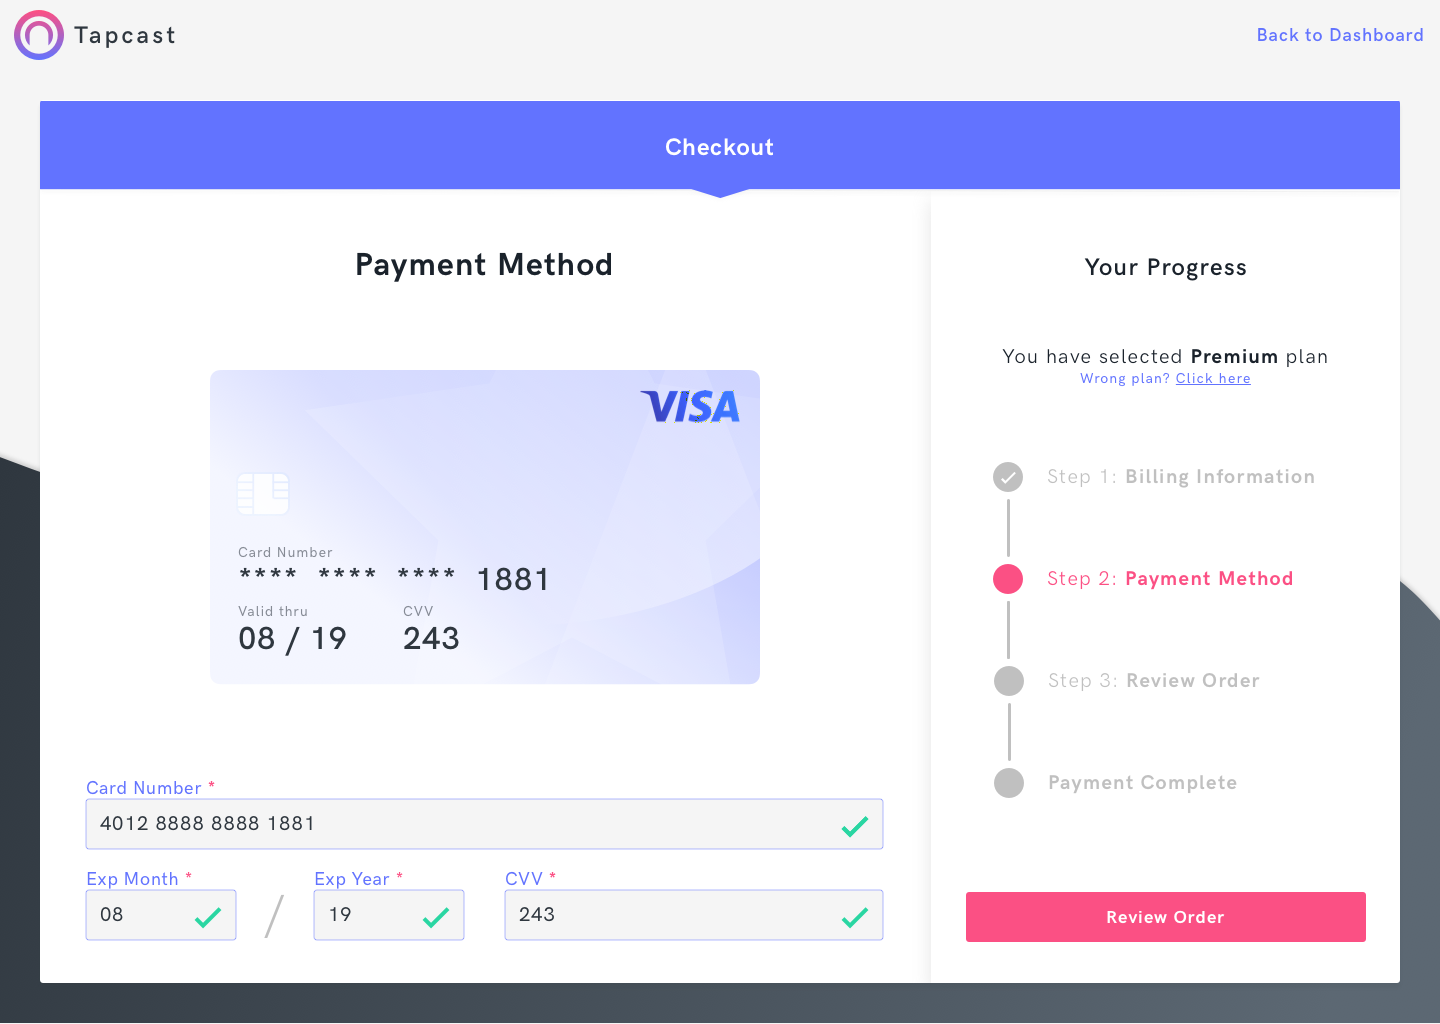 Tapcast
Back to Dashboard
Checkout
Payment Method
VISA
Card Number
**** **** **** 1881
Valid thru CVV
08 / 19 243
Card Number *
4012 8888 8888 1881
Exp Month * Exp Year * CVV *
08 / 19 243
Your Progress
You have selected Premium plan
Wrong plan? Click here
Step 1: Billing Information
Step 2: Payment Method
Step 3: Review Order
Payment Complete
Review Order